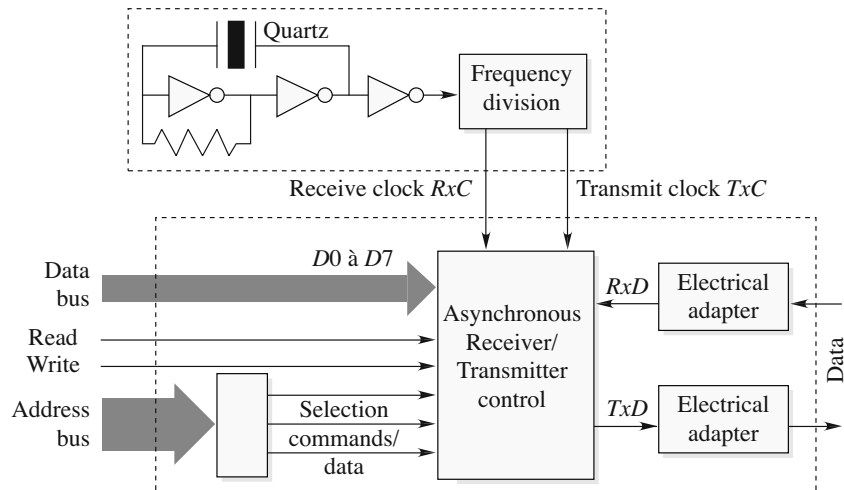 Quartz
Frequency
division
Receive clock RxC
Transmit clock TxC
D0 à D7
Data
bus
Read
Write
Address
bus
Selection
commands/
data
Asynchronous
Receiver/
Transmitter
control
RxD
Electrical
adapter
TxD
Electrical
adapter
Data